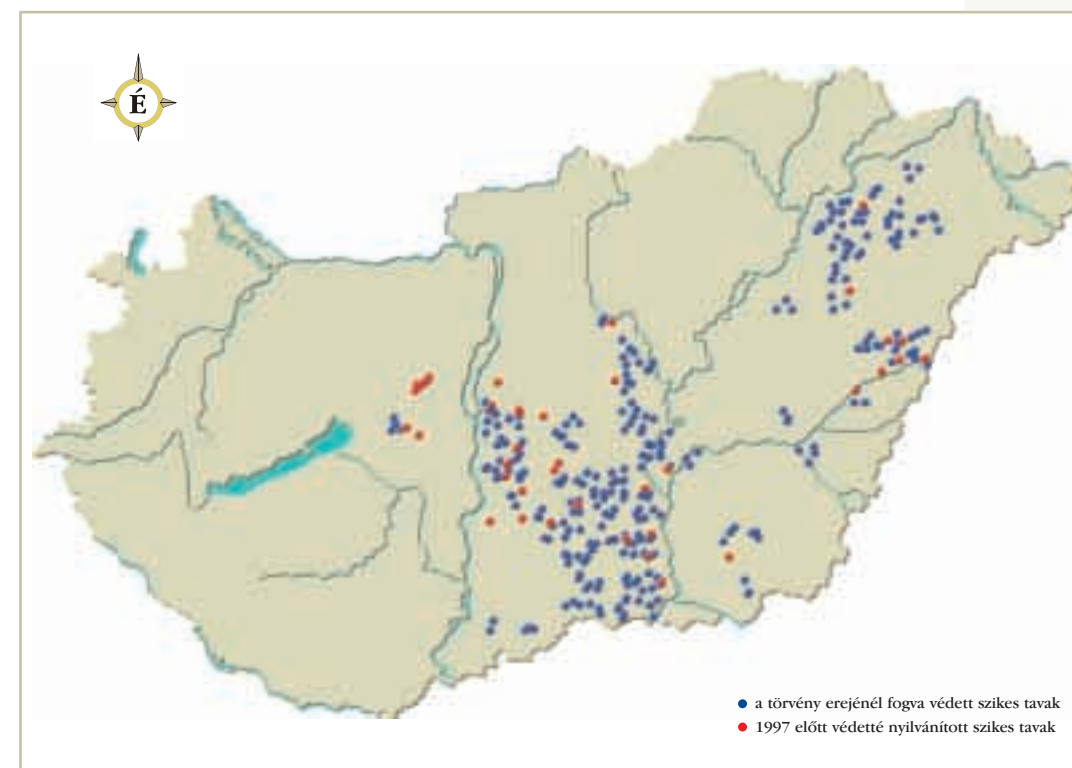 É
a törvény erejénél fogva védett szikes tavak
1997 előtt védetté nyilvánított szikes tavak